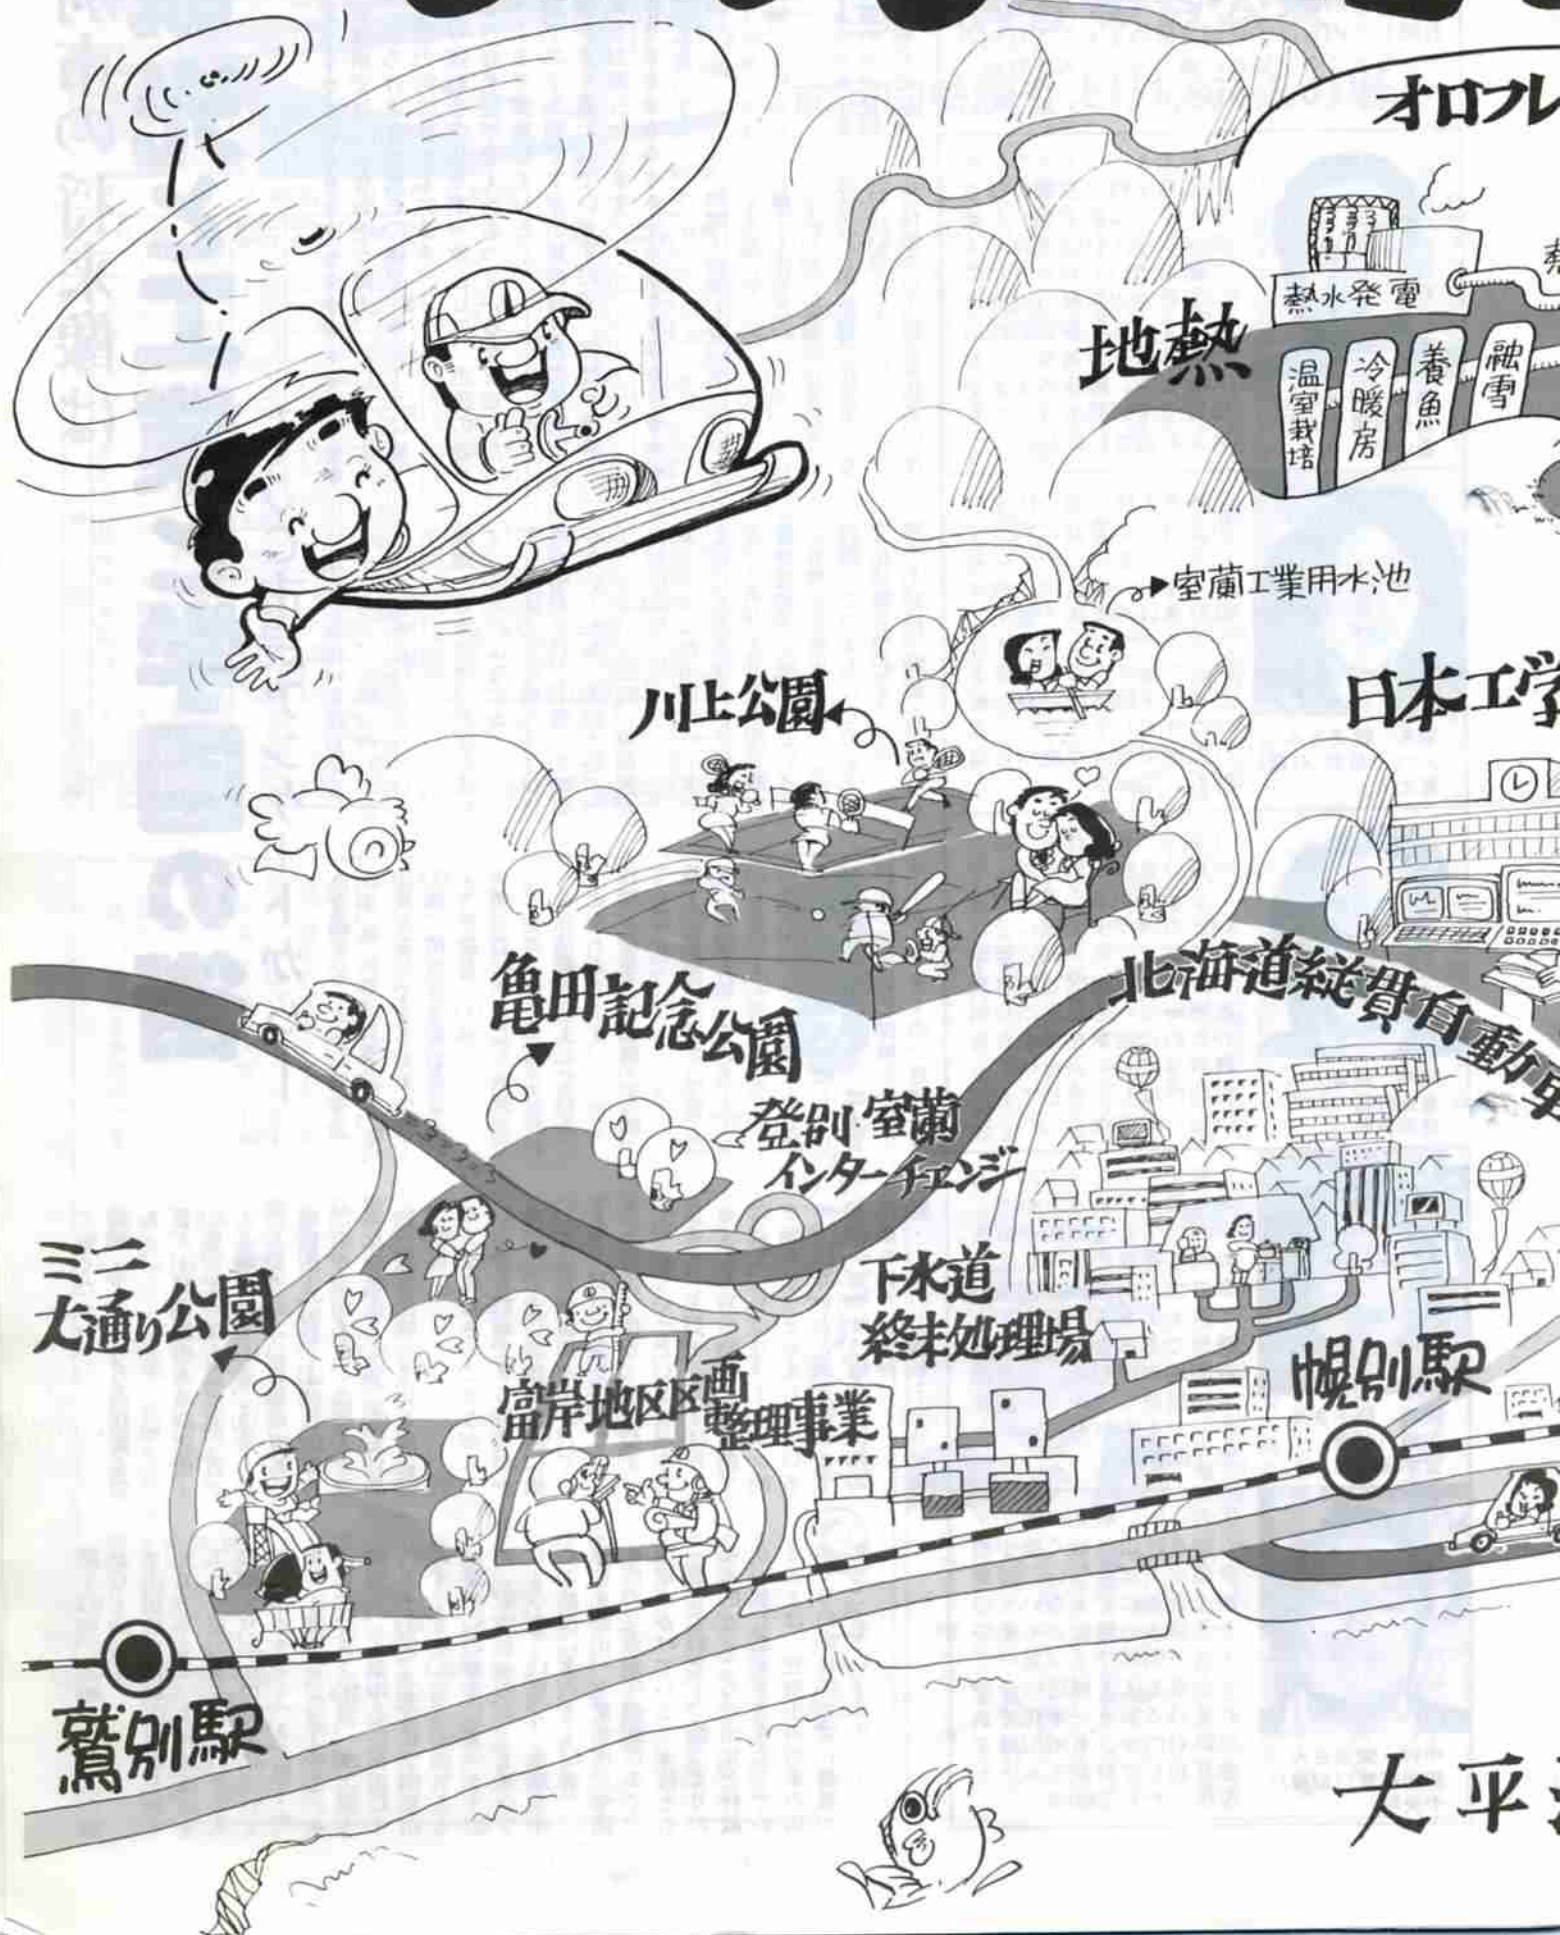 オロフレ
熱水発電
地熱
温室栽培
冷暖房
養魚
融雪
室蘭工業用水池
川上公園
日本工学
亀田記念公園
北海道縦貫自動車
登別・室蘭
インターチェンジ
ミニ
大通り公園
下水道
終末処理場
富岸地区区画
整理事業
幌別駅
鷲別駅
大平